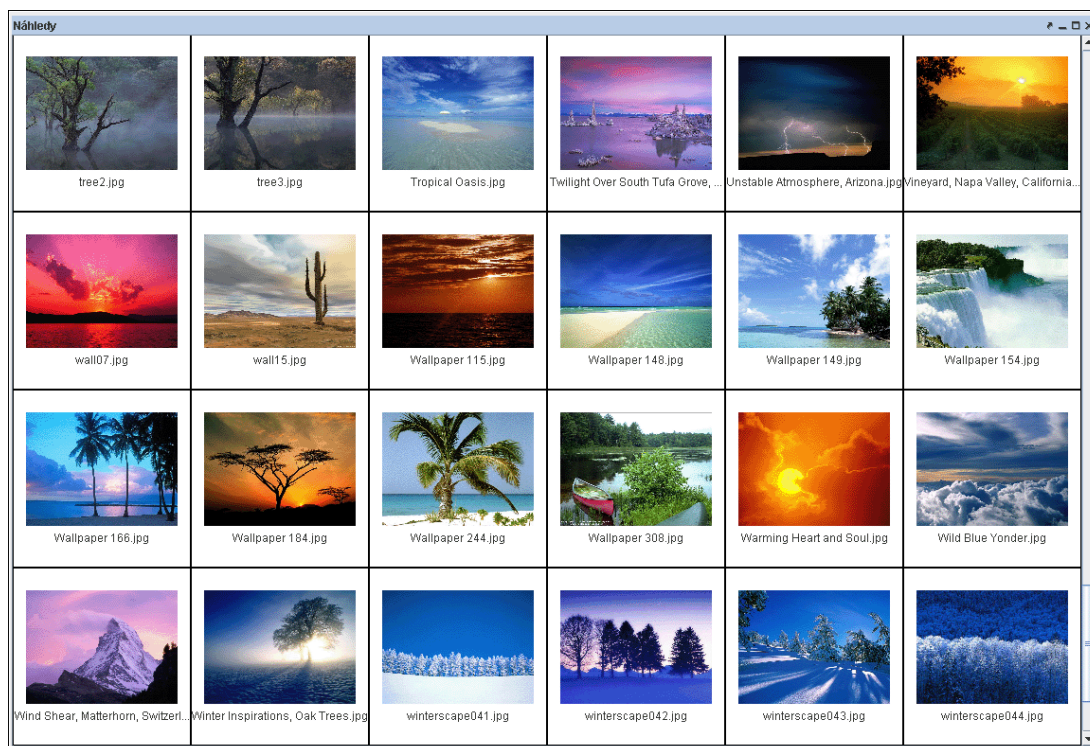 Náhledy
tree2.jpg
tree3.jpg
Tropical Oasis.jpg
Twilight Over South Tufa Grove, ...
Unstable Atmosphere, Arizona.jpg
Vineyard, Napa Valley, California...
wall07.jpg
wall15.jpg
Wallpaper 115.jpg
Wallpaper 148.jpg
Wallpaper 149.jpg
Wallpaper 154.jpg
Wallpaper 166.jpg
Wallpaper 184.jpg
Wallpaper 244.jpg
Wallpaper 308.jpg
Warming Heart and Soul.jpg
Wild Blue Yonder.jpg
Wind Shear, Matterhorn, Switzerl...
Winter Inspirations, Oak Trees.jpg
winterscape041.jpg
winterscape042.jpg
winterscape043.jpg
winterscape044.jpg